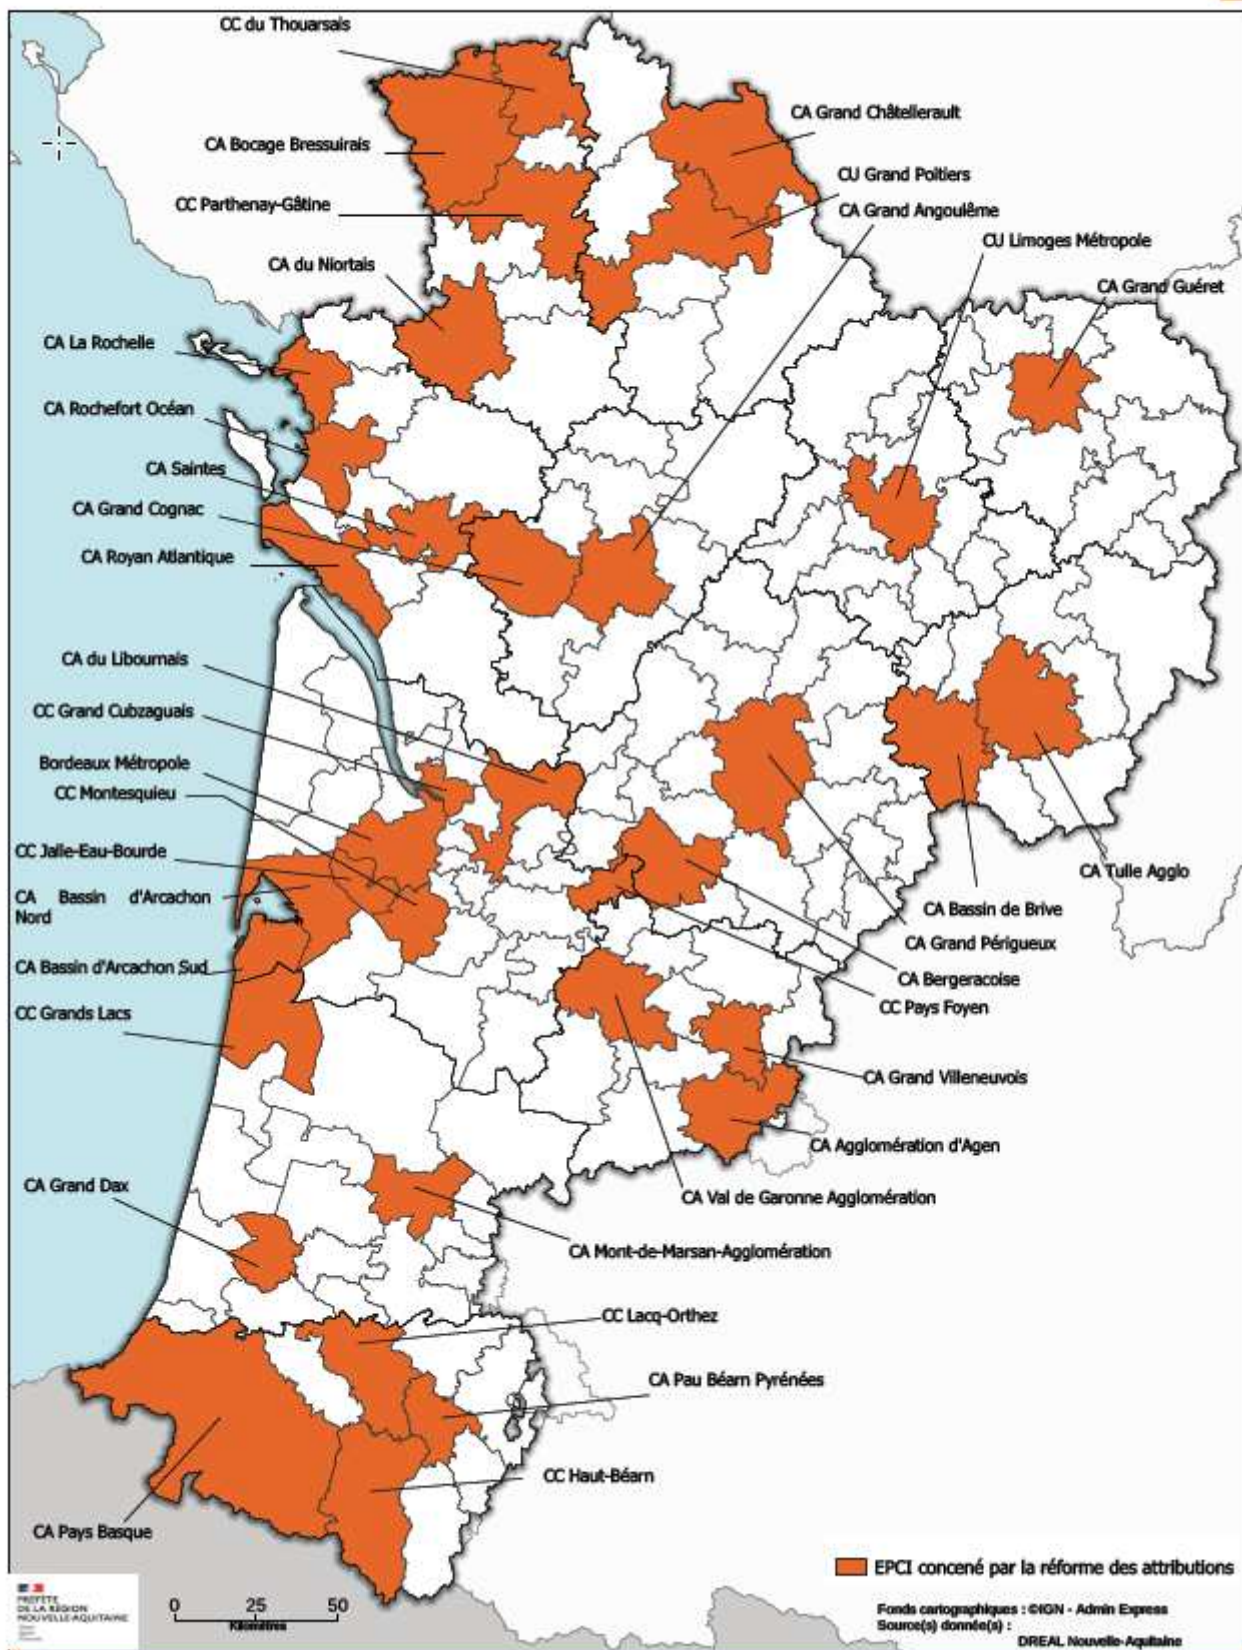 CC du Thouarsais
CA Grand Châtellerault
CA Bocage Bressuirais
CU Grand Poitiers
CC Parthenay-Gâtine
CA Grand Angoulême
CU Limoges Métropole
CA du Niortais
CA Grand Guéret
CA La Rochelle
CA Rochefort Océan
CA Saintes
CA Grand Cognac
CA Royan Atlantique
CA du Libournais
CC Grand Cubzaguais
Bordeaux Métropole
CC Montesquieu
CC Jalle-Eau-Bourde
CA Bassin d'Arcachon
Nord
CA Tulle Agglo
CA Bassin de Brive
CA Grand Périgueux
CA Bassin d'Arcachon Sud
CA Bergeracoise
CC Pays Foyen
CC Grands Lacs
CA Grand Villeneuvois
CA Agglomération d'Agen
CA Grand Dax
CA Val de Garonne Agglomération
CA Mont-de-Marsan-Agglomération
CC Lacq-Orthez
CA Pau Béarn Pyrénées
CC Haut-Béarn
CA Pays Basque
EPCI concené par la réforme des attributions
PRÉFÈTE
DE LA RÉGION
NOUVELLE-AQUITAINE
0 25 50
Kilomètres
Fonds cartographiques : ©IGN - Admin Express
Source(s) donnée(s) :
DREAL Nouvelle-Aquitaine